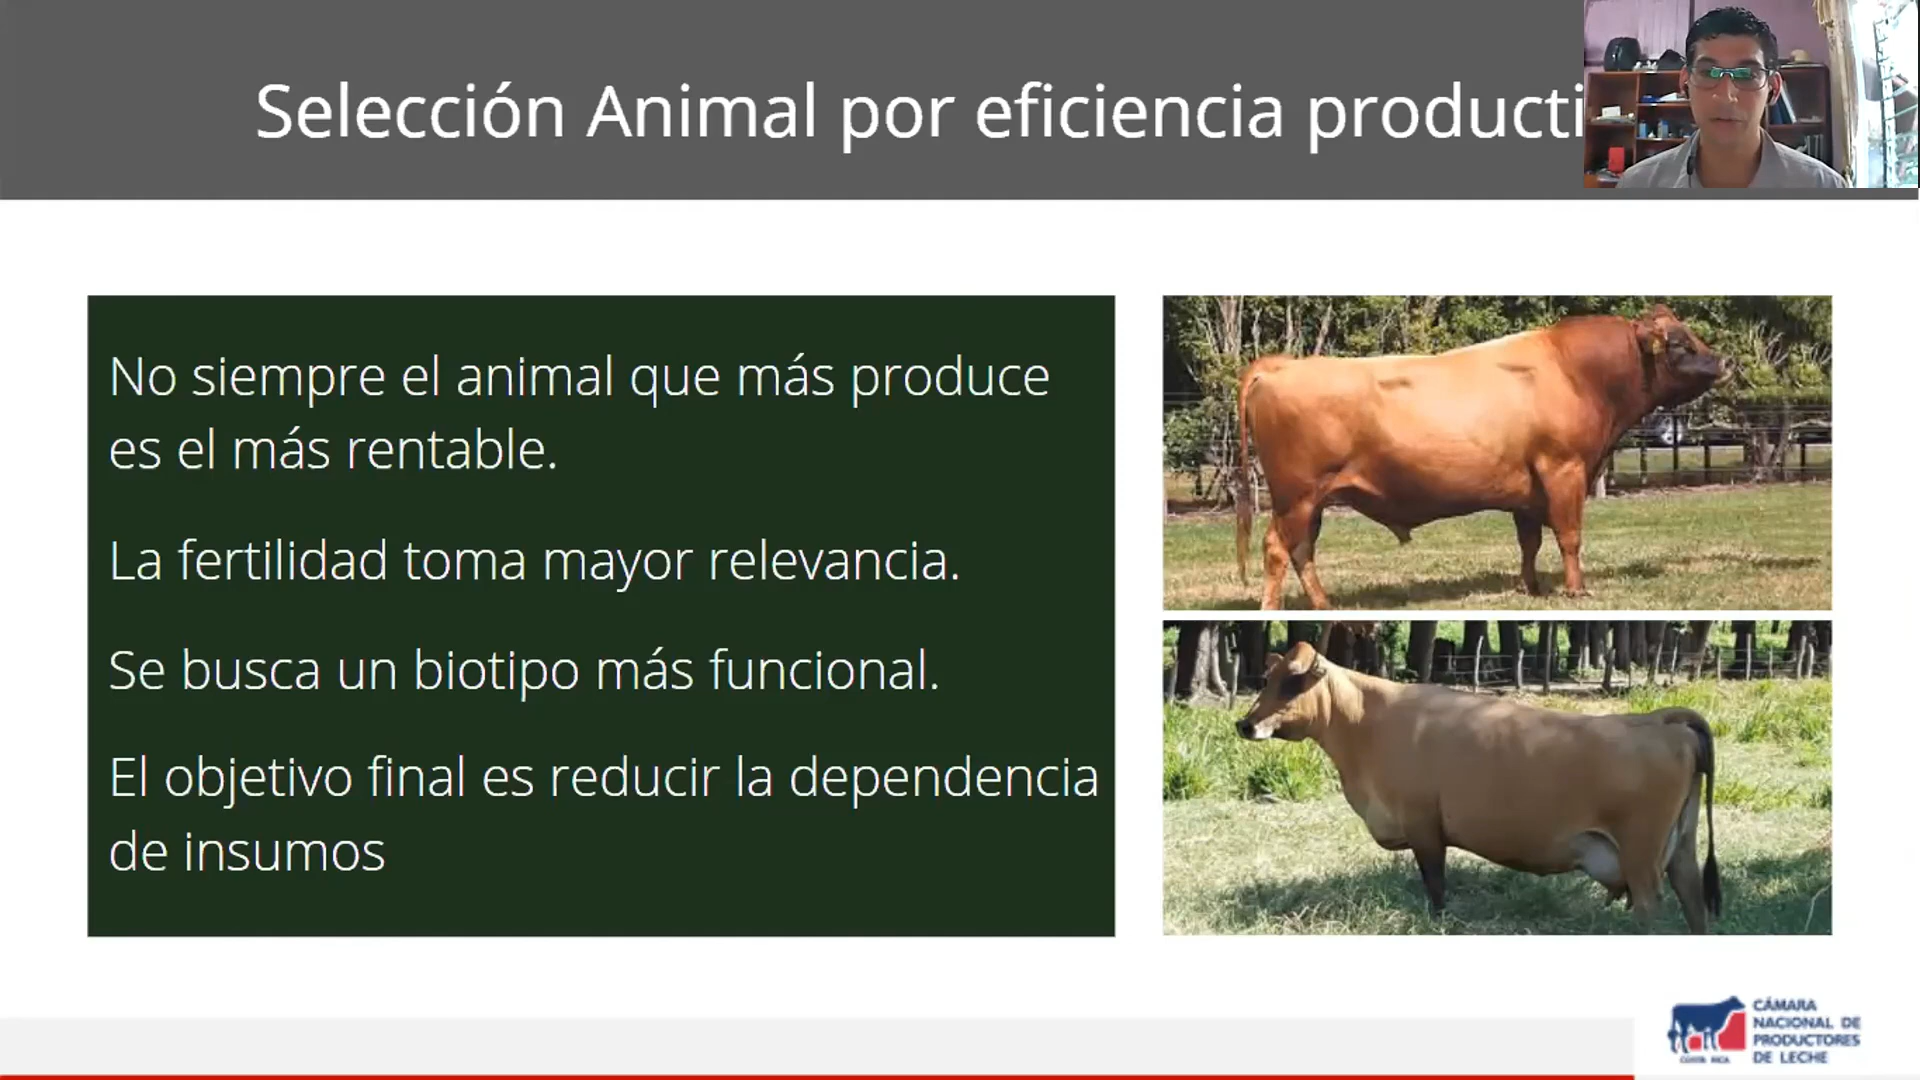 Selección Animal por eficiencia producti
No siempre el animal que más produce
es el más rentable.
La fertilidad toma mayor relevancia.
Se busca un biotipo más funcional.
El objetivo final es reducir la dependencia
de insumos
CÁMARA
NACIONAL DE
PRODUCTORES
DE LECHE
COSTA RICA